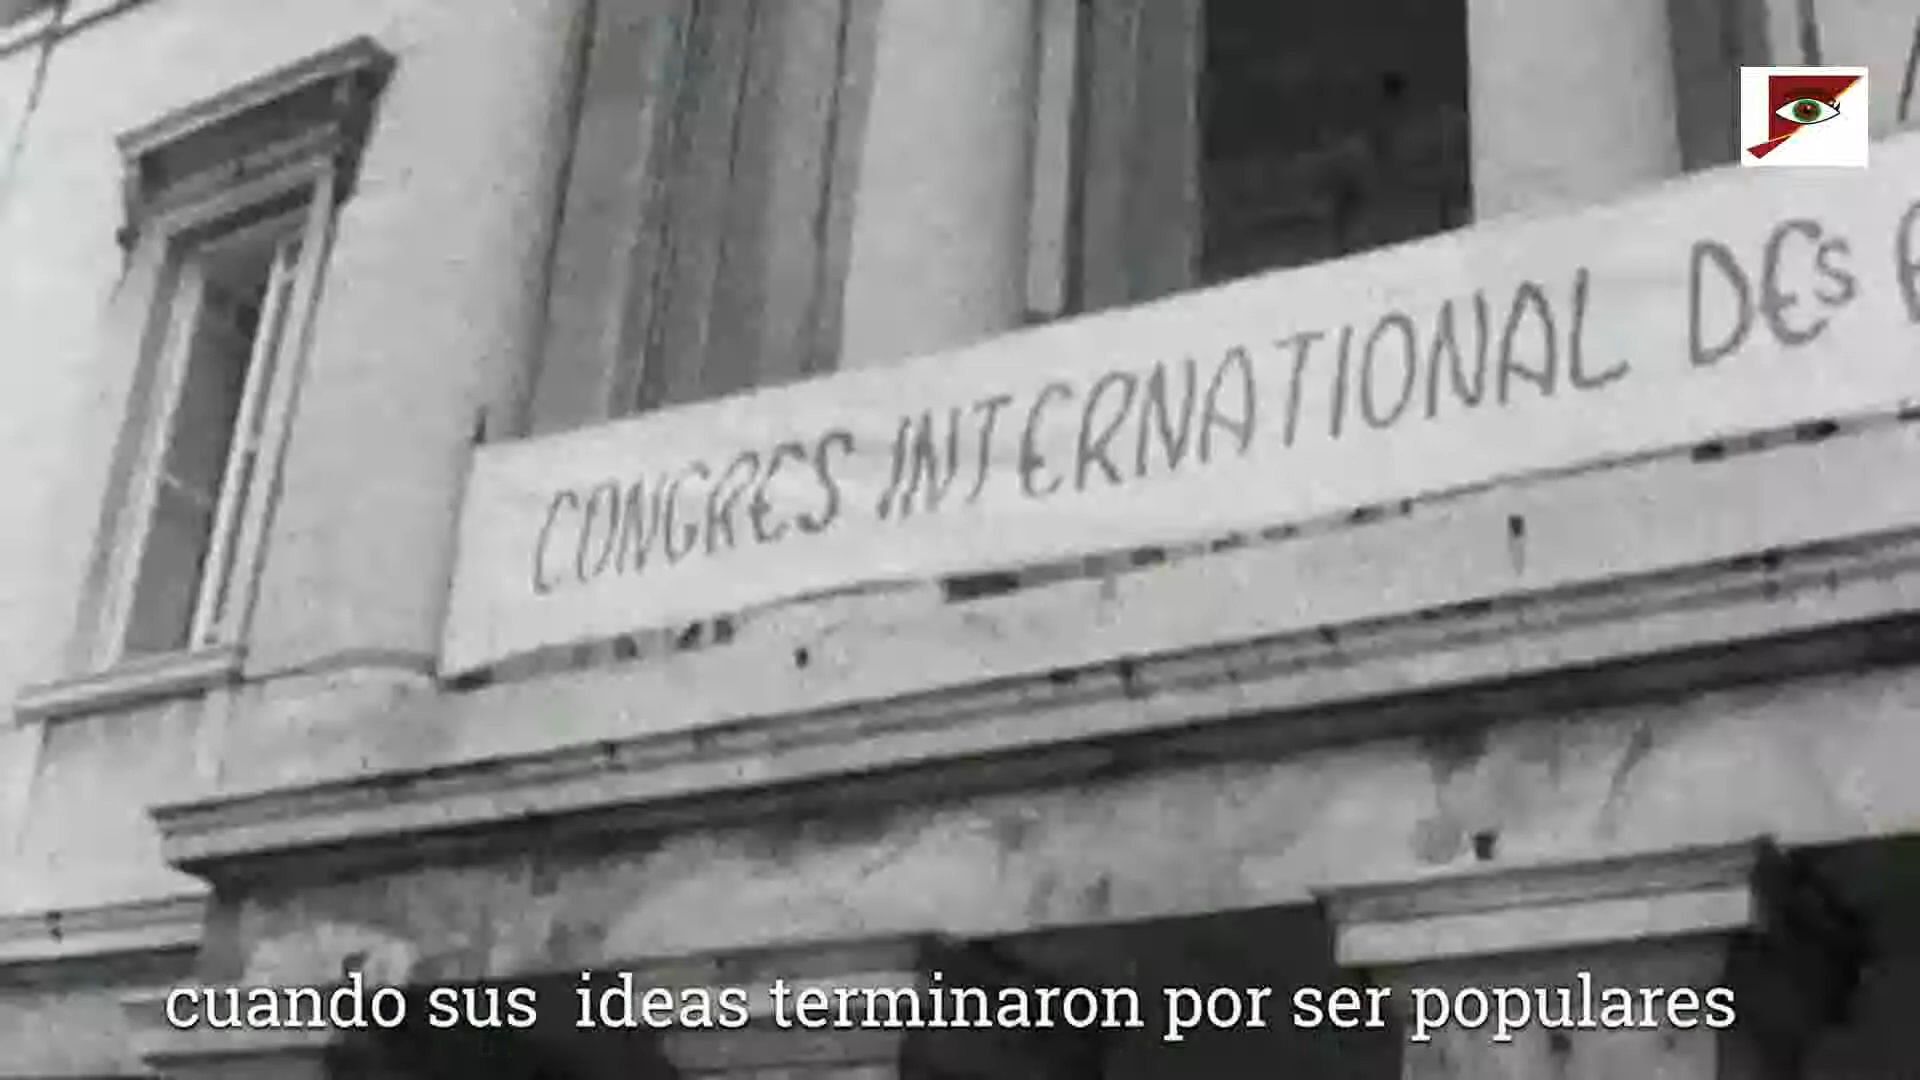 CONGRES INTERNATIONAL DES
cuando sus ideas terminaron por ser populares